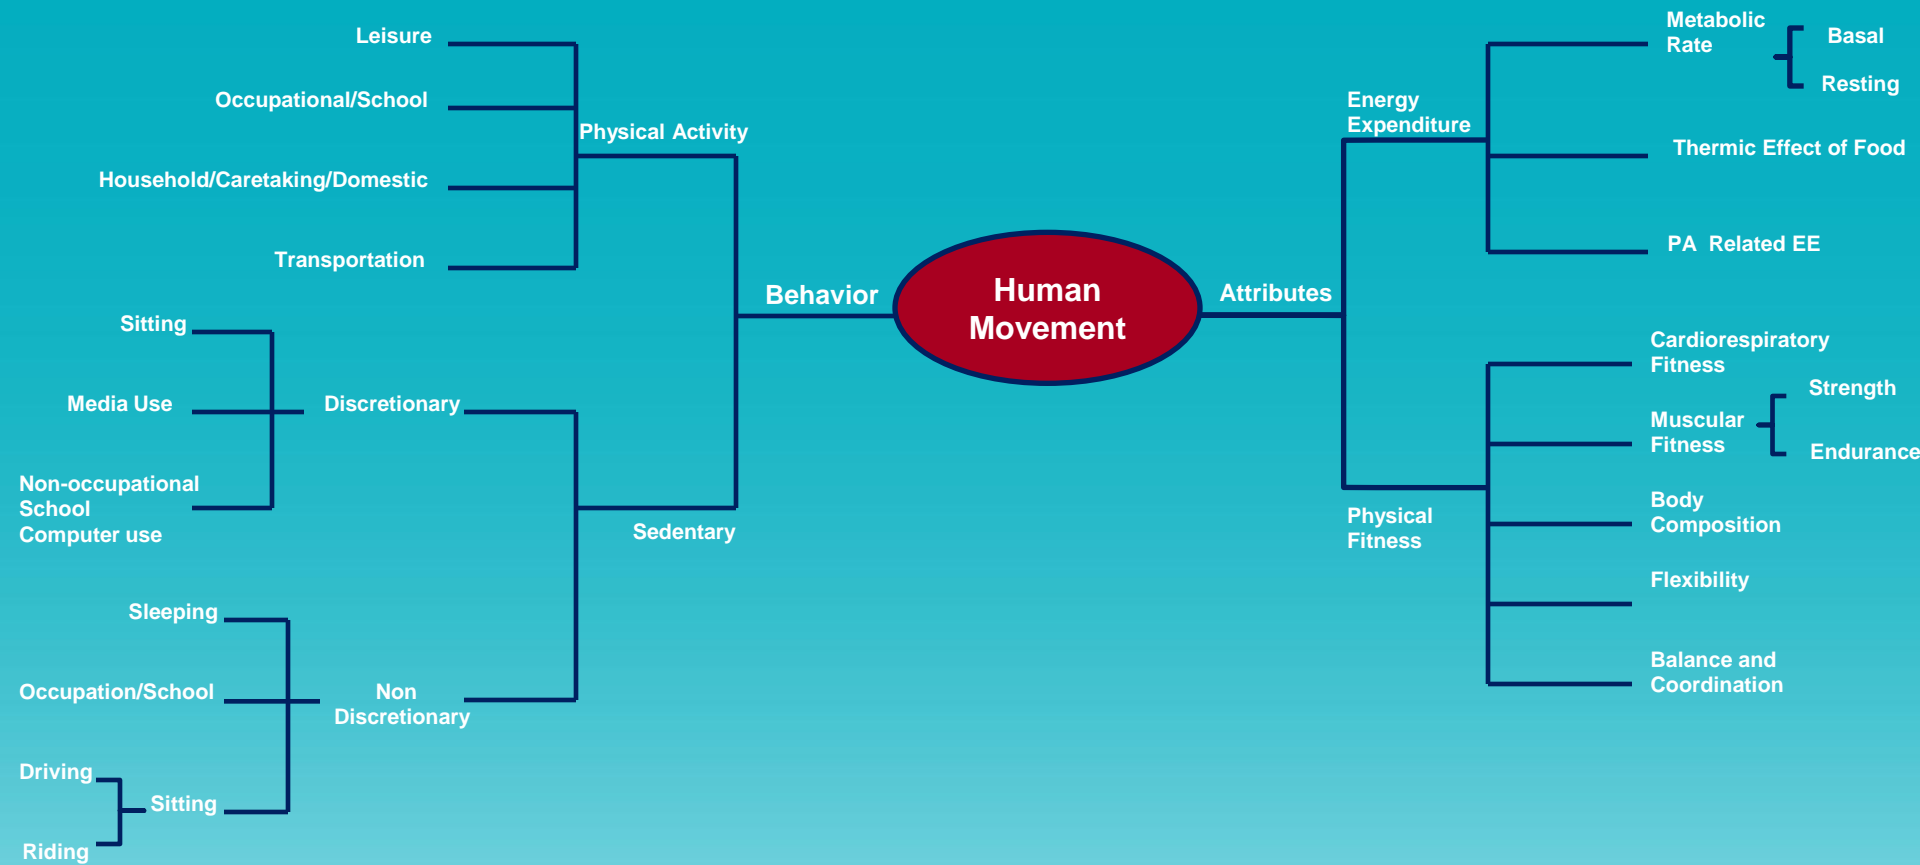 Leisure
Occupational/School
Physical Activity
Household/Caretaking/Domestic
Transportation
Behavior
Sitting
Media Use
Discretionary
Non-occupational
School
Computer use
Sedentary
Sleeping
Occupation/School
Non
Discretionary
Driving
Sitting
Riding
Human
Movement
Attributes
Energy
Expenditure
Metabolic
Rate
Basal
Resting
Thermic Effect of Food
PA  Related EE
Physical
Fitness
Cardiorespiratory
Fitness
Muscular
Fitness
Strength
Endurance
Body
Composition
Flexibility
Balance and
Coordination